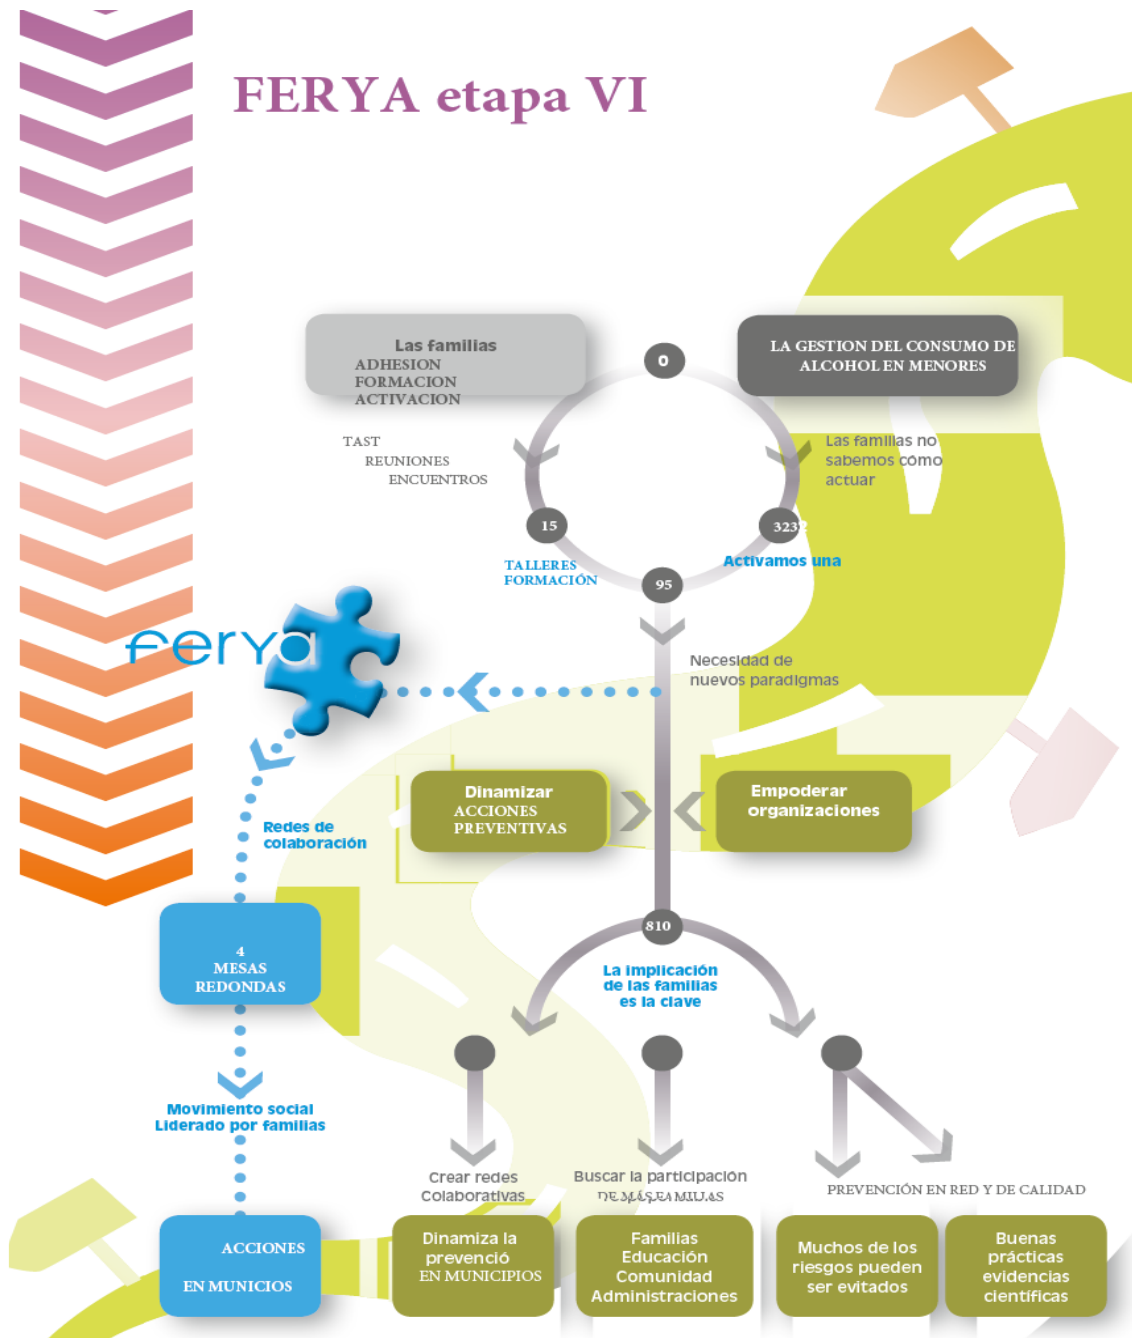 FERYA etapa VI
Las familias
ADHESION
FORMACION
ACTIVACION
0
LA GESTION DEL CONSUMO DE
ALCOHOL EN MENORES
TAST
REUNIONES
ENCUENTROS
Las familias no
sabemos cómo
actuar
15
3232
TALLERES
FORMACIÓN
Activamos una
95
ferya
Necesidad de
nuevos paradigmas
Dinamizar
ACCIONES
PREVENTIVAS
Empoderar
organizaciones
Redes de
colaboración
4
MESAS
REDONDAS
810
La implicación
de las familias
es la clave
Movimiento social
Liderado por familias
Crear redes
Colaborativas
Buscar la participación
DE MÁS FAMILIAS
PREVENCIÓN EN RED Y DE CALIDAD
ACCIONES
EN MUNICIOS
Dinamiza la
prevenció
EN MUNICIPIOS
Familias
Educación
Comunidad
Administraciones
Muchos de los
riesgos pueden
ser evitados
Buenas
prácticas
evidencias
científicas